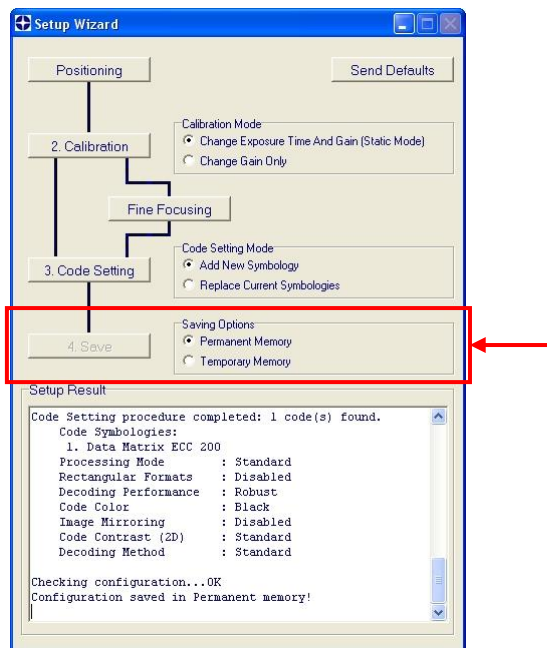 Setup Wizard
Positioning
Send Defaults
Calibration Mode
2. Calibration
Change Exposure Time And Gain (Static Mode)
Change Gain Only
Fine Focusing
Code Setting Mode
3. Code Setting
Add New Symbology
Replace Current Symbologies
Saving Options
4. Save
Permanent Memory
Temporary Memory
Setup Result
Code Setting procedure completed: 1 code(s) found.
Code Symbologies:
1. Data Matrix ECC 200
Processing Mode : Standard
Rectangular Formats : Disabled
Decoding Performance : Robust
Code Color : Black
Image Mirroring : Disabled
Code Contrast (2D) : Standard
Decoding Method : Standard
Checking configuration...OK
Configuration saved in Permanent memory!